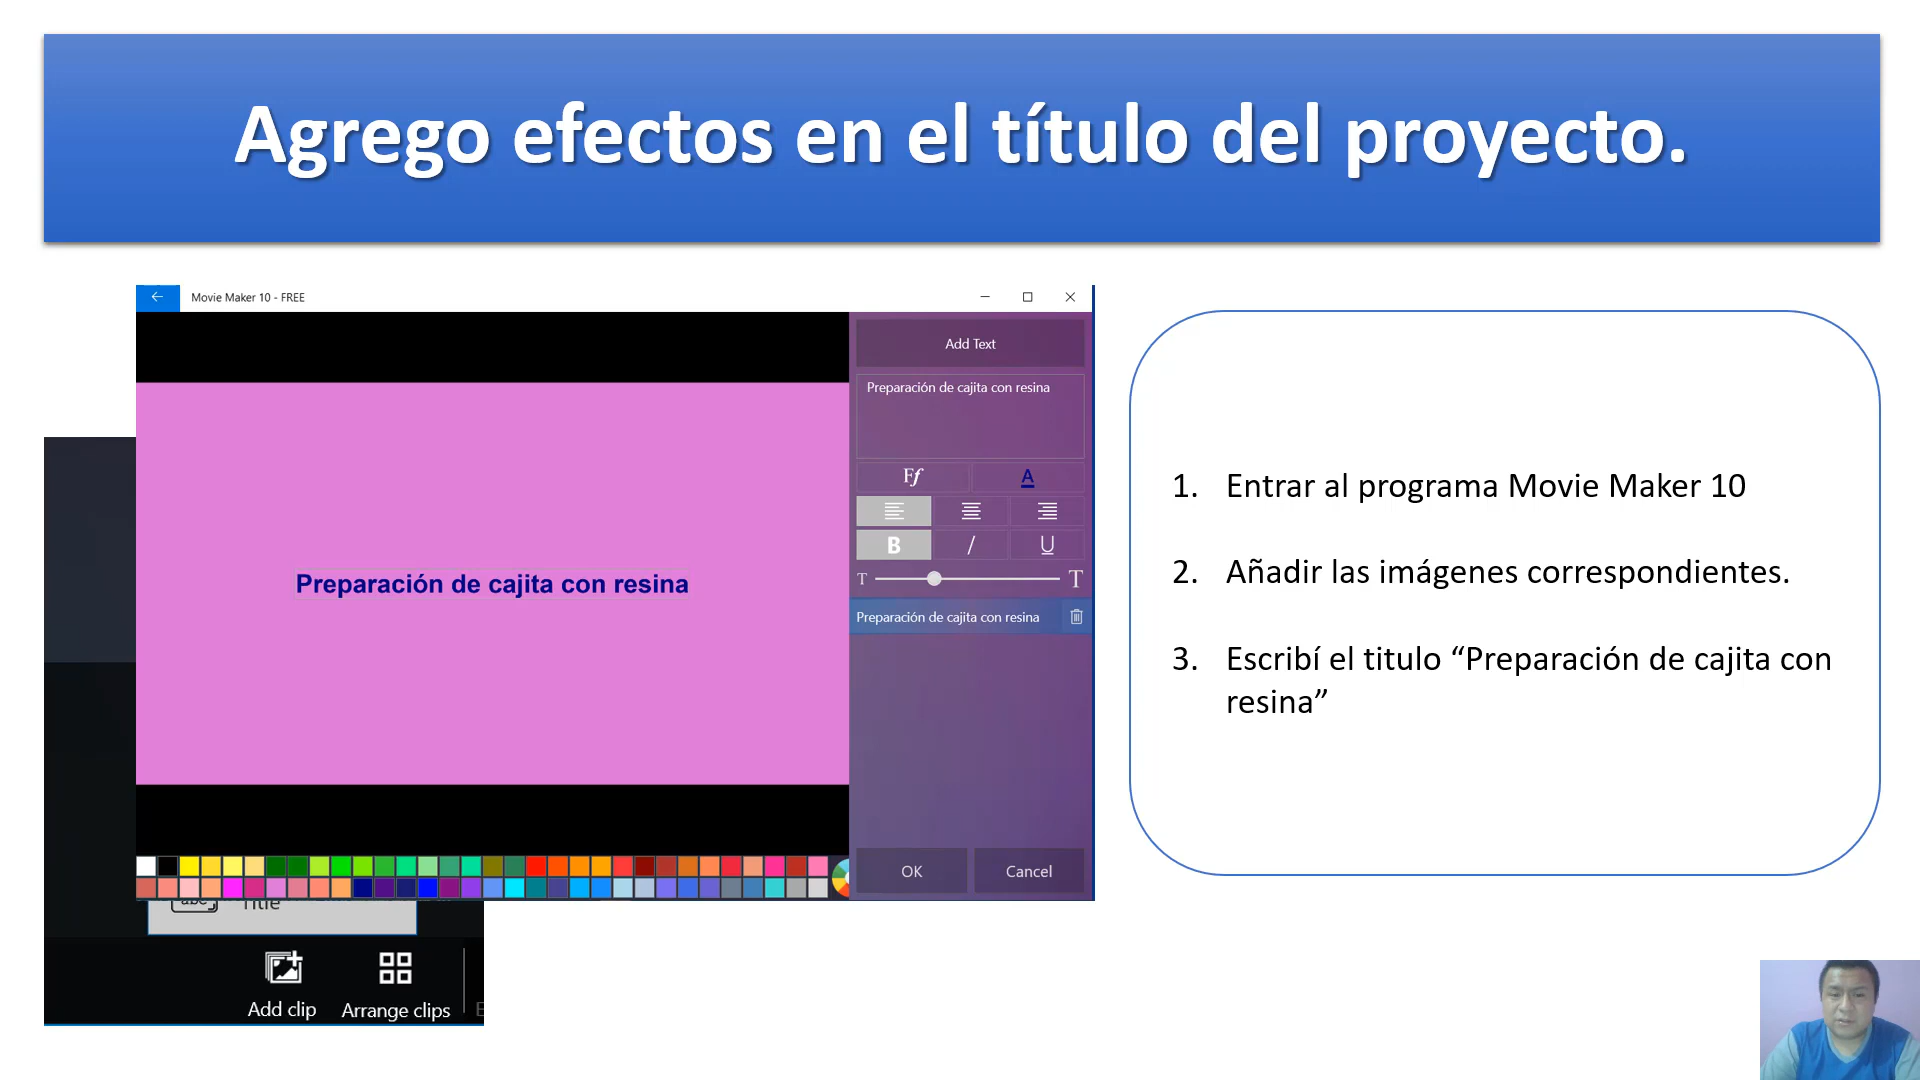 Agrego efectos en el título del proyecto.
Movie Maker 10 - FREE
Add Text
Preparación de cajita con resina
Ff A
B I U
T T
Preparación de cajita con resina
Preparación de cajita con resina
OK Cancel
abc Title
Add clip Arrange clips
1. Entrar al programa Movie Maker 10
2. Añadir las imágenes correspondientes.
3. Escribí el titulo “Preparación de cajita con
resina”